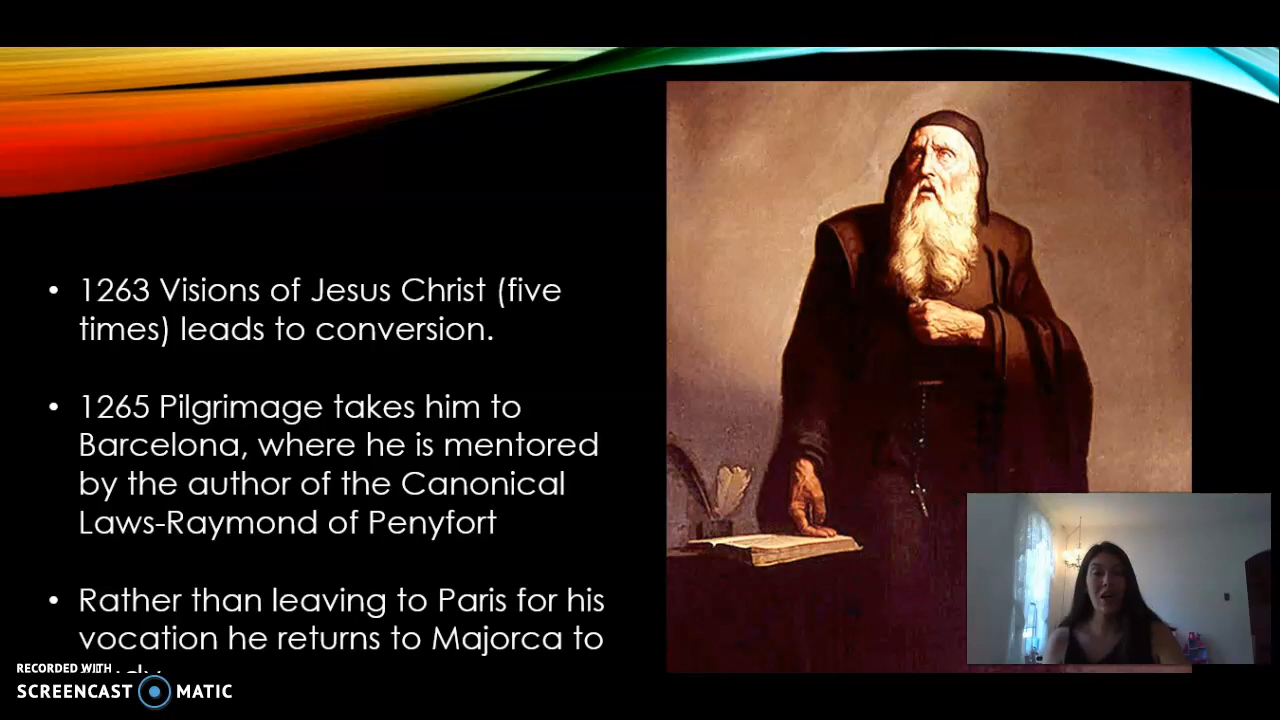 • 1263 Visions of Jesus Christ (five
times) leads to conversion.
• 1265 Pilgrimage takes him to
Barcelona, where he is mentored
by the author of the Canonical
Laws-Raymond of Penyfort
• Rather than leaving to Paris for his
vocation he returns to Majorca to
RECORDED WITH
SCREENCAST MATIC